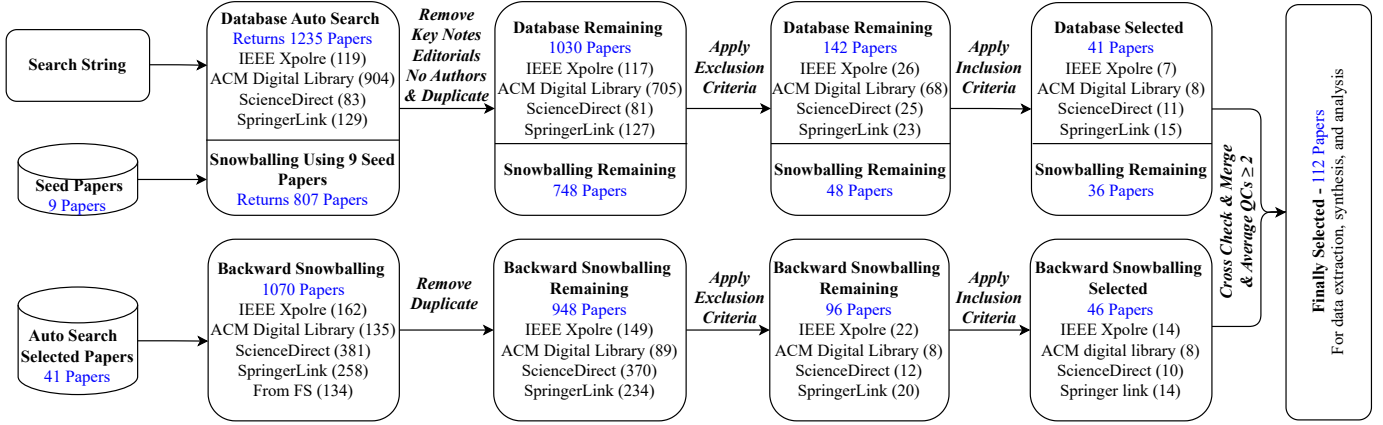 Search String
Seed Papers
9 Papers
Database Auto Search
Returns 1235 Papers
IEEE Xpolre (119)
ACM Digital Library (904)
ScienceDirect (83)
SpringerLink (129)
Snowballing Using 9 Seed
Papers
Returns 807 Papers
Remove
Key Notes
Editorials
No Authors
& Duplicate
Database Remaining
1030 Papers
IEEE Xpolre (117)
ACM Digital Library (705)
ScienceDirect (81)
SpringerLink (127)
Snowballing Remaining
748 Papers
Apply
Exclusion
Criteria
Database Remaining
142 Papers
IEEE Xpolre (26)
ACM Digital Library (68)
ScienceDirect (25)
SpringerLink (23)
Snowballing Remaining
48 Papers
Apply
Inclusion
Criteria
Database Selected
41 Papers
IEEE Xpolre (7)
ACM Digital Library (8)
ScienceDirect (11)
SpringerLink (15)
Snowballing Remaining
36 Papers
Auto Search
Selected Papers
41 Papers
Backward Snowballing
1070 Papers
IEEE Xpolre (162)
ACM Digital Library (135)
ScienceDirect (381)
SpringerLink (258)
From FS (134)
Remove
Duplicate
Backward Snowballing
Remaining
948 Papers
IEEE Xpolre (149)
ACM Digital Library (89)
ScienceDirect (370)
SpringerLink (234)
Apply
Exclusion
Criteria
Backward Snowballing
Remaining
96 Papers
IEEE Xpolre (22)
ACM Digital Library (8)
ScienceDirect (12)
SpringerLink (20)
Apply
Inclusion
Criteria
Backward Snowballing
Selected
46 Papers
IEEE Xpolre (14)
ACM digital library (8)
ScienceDirect (10)
Springer link (14)
Cross Check & Merge
& Average QCs ≥ 2
Finally Selected - 112 Papers
For data extraction, synthesis, and analysis